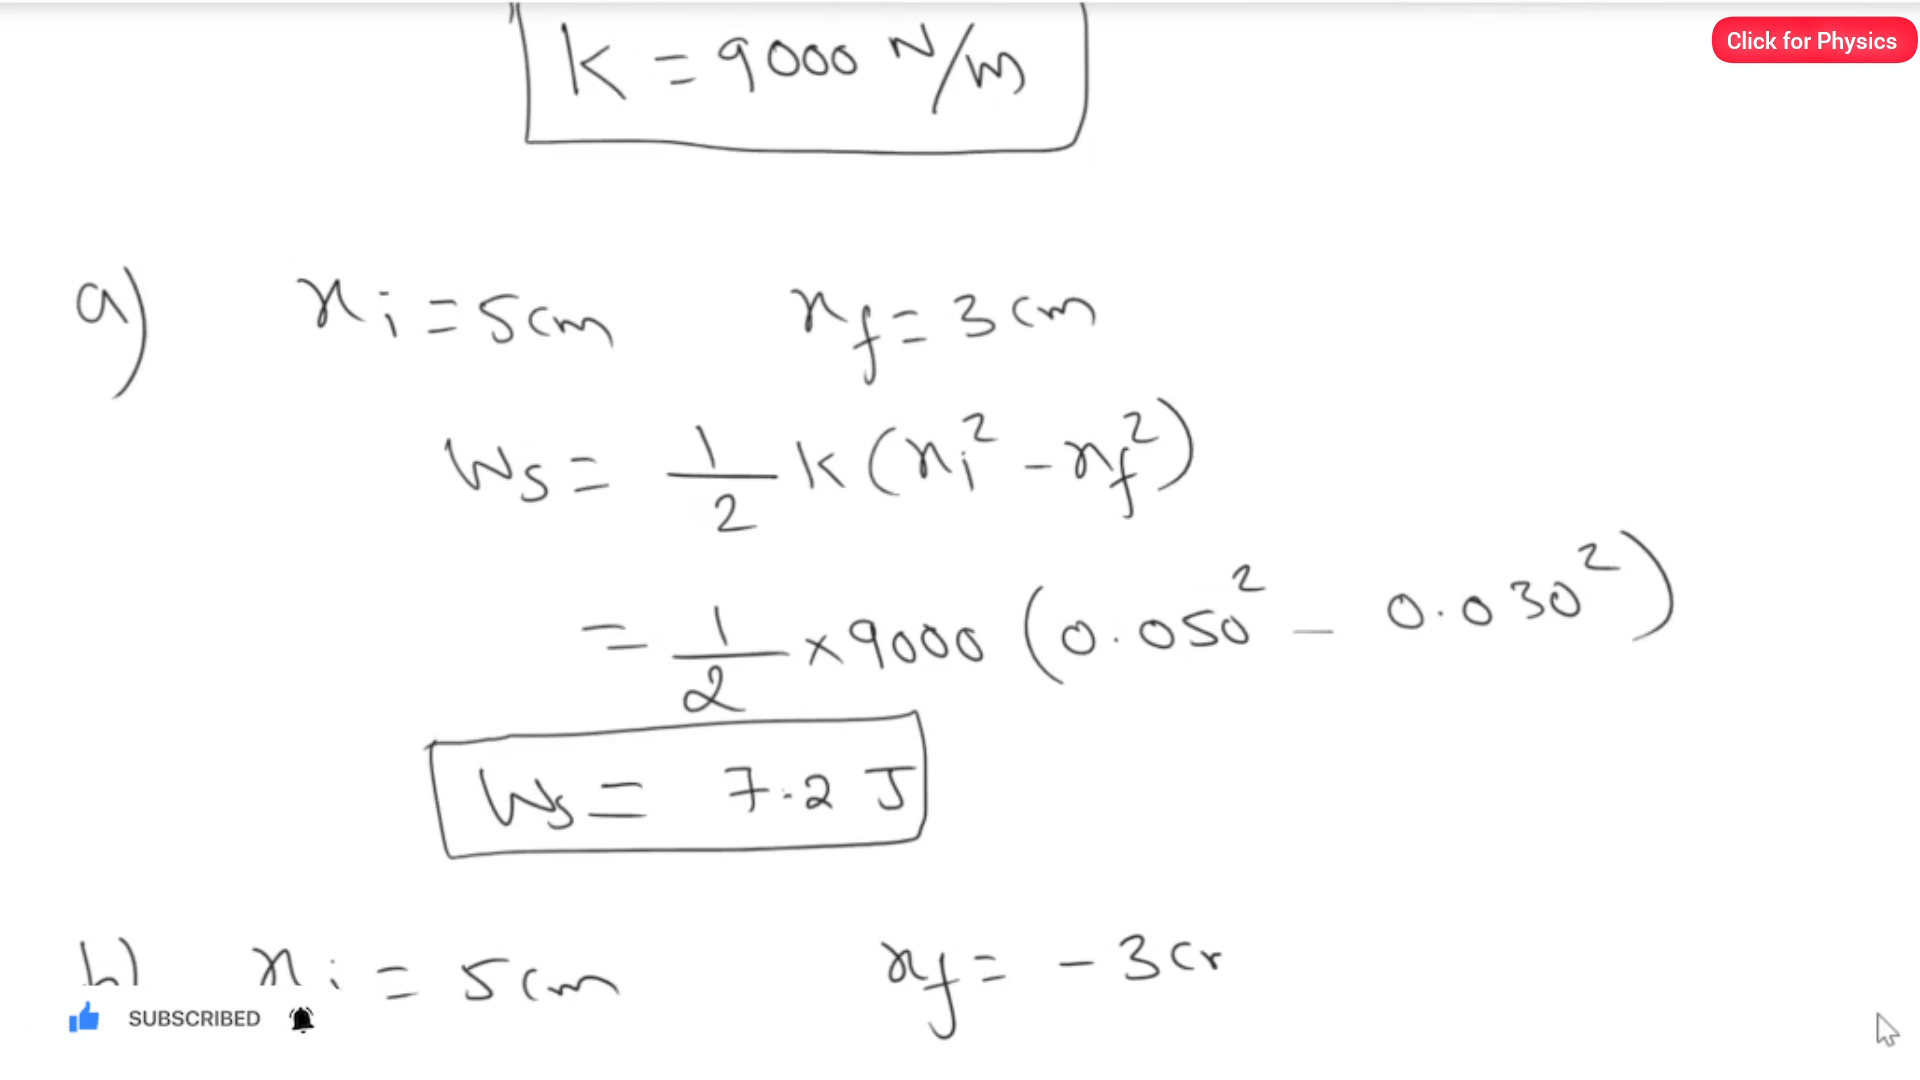 Click for Physics
K = 9000 N/m
a) xi = 5cm xf = 3cm
Ws = 1/2 K (xi² - xf²)
= 1/2 × 9000 (0.050² - 0.030²)
Ws = 7.2 J
b) xi = 5cm xf = -3c
SUBSCRIBED